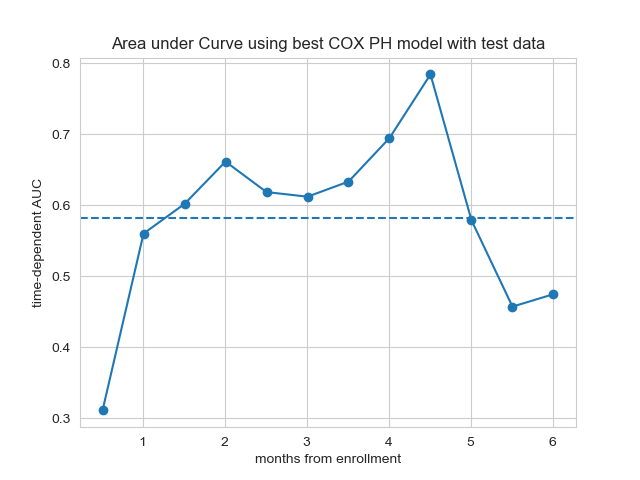 Area under Curve using best COX PH model with test data
time-dependent AUC
0.8
0.7
0.6
0.5
0.4
0.3
1 2 3 4 5 6
months from enrollment